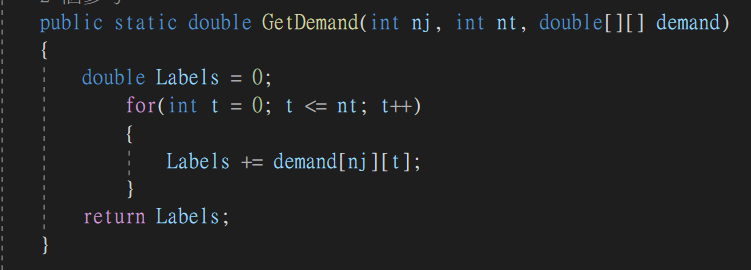 public static double GetDemand(int nj, int nt, double[][] demand)
{
double Labels = 0;
for(int t = 0; t <= nt; t++)
{
Labels += demand[nj][t];
}
return Labels;
}